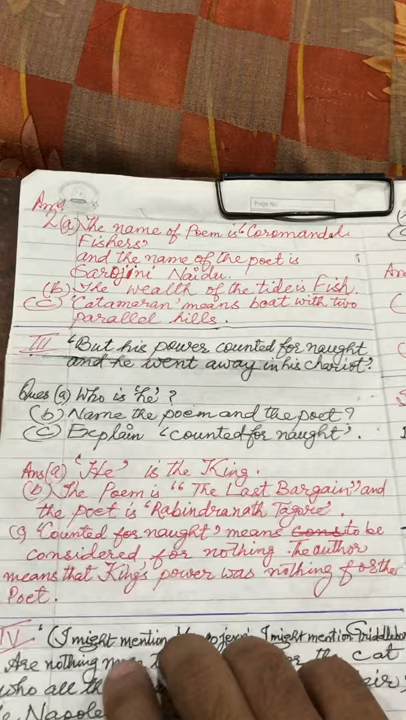 Page No
Ans
2(a) The name of Poem is "Coromandel
Fishers"
and the name of the poet is
Sarojini Naidu.
(b) The wealth of the tide is Fish.
(c) 'Catamaran' means boat with two
parallel hills.
III "But his power counted for naught
and he went away in his chariot".
Ques (a) Who is 'he' ?
(b) Name the poem and the poet ?
(c) Explain "counted for naught".
Ans (a) 'He' is the King.
(b) The Poem is "The Last Bargain" and
the poet is 'Rabindranath Tagore'.
(c) 'Counted for naught' means to be
considered for nothing. The author
means that King's power was nothing for the
Poet.
IV "(I might mention I might mention
Are nothing the cat
who all
Napole